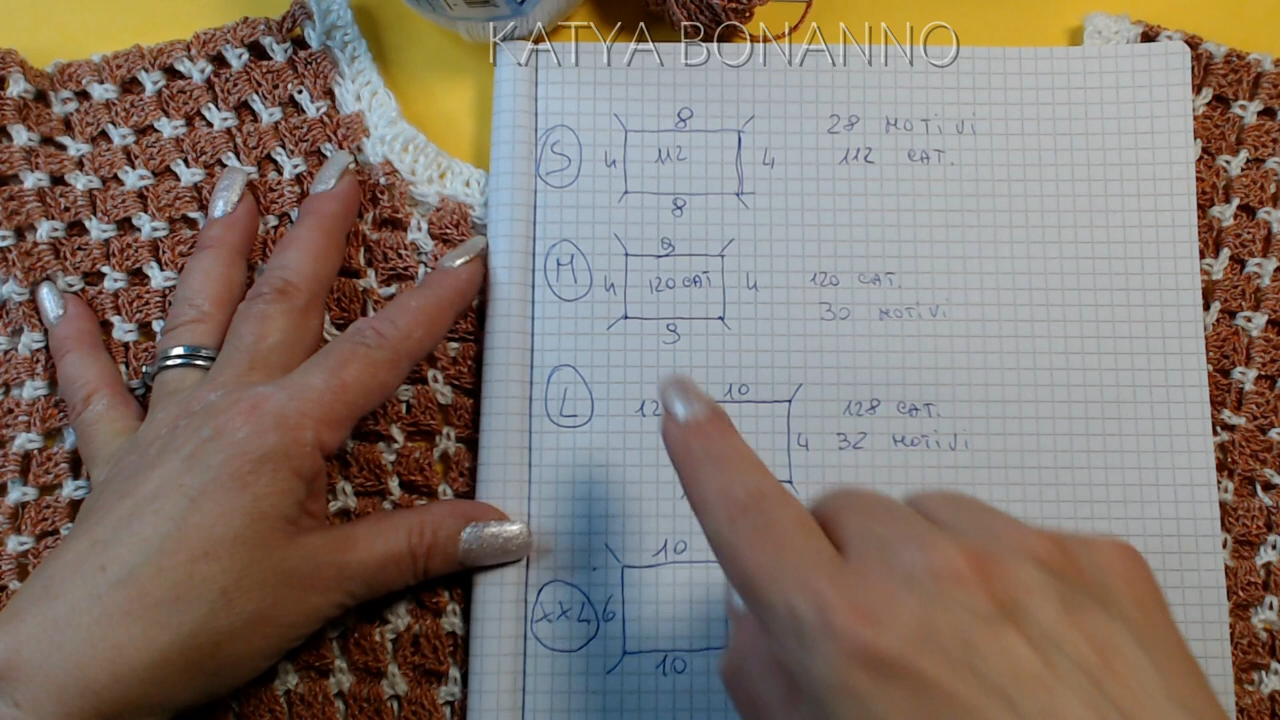 KATYA BONANNO
8
28 MOTIVI
S 4 112 4
112 CAT.
8
9
M 4 120 CAT 4
120 CAT.
30 MOTIVI
9
10
L 12
128 CAT.
4 32 MOTIVI
10
XXL 6
10